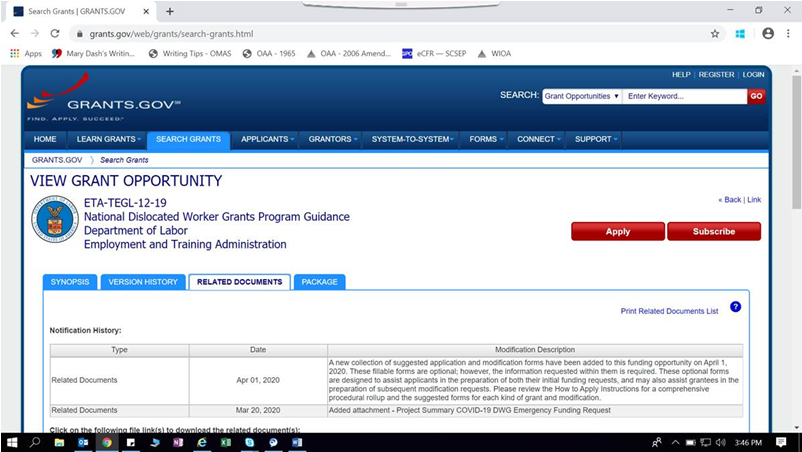 Search Grants | GRANTS.GOV
grants.gov/web/grants/search-grants.html
Apps Mary Dash's Writin... Writing Tips - OMAS OAA - 1965 OAA - 2006 Amend... eCFR — SCSEP WIOA
HELP | REGISTER | LOGIN
GRANTS.GOV℠
FIND. APPLY. SUCCEED.℠
SEARCH: Grant Opportunities Enter Keyword... GO
HOME LEARN GRANTS SEARCH GRANTS APPLICANTS GRANTORS SYSTEM-TO-SYSTEM FORMS CONNECT SUPPORT
GRANTS.GOV 〉 Search Grants
VIEW GRANT OPPORTUNITY
ETA-TEGL-12-19
National Dislocated Worker Grants Program Guidance
Department of Labor
Employment and Training Administration
« Back | Link
Apply Subscribe
SYNOPSIS VERSION HISTORY RELATED DOCUMENTS PACKAGE
Print Related Documents List ?
Notification History:
Type Date Modification Description
A new collection of suggested application and modification forms have been added to this funding opportunity on April 1,
2020. These fillable forms are optional; however, the information requested within them is required. These optional forms
Related Documents Apr 01, 2020 are designed to assist applicants in the preparation of both their initial funding requests, and may also assist grantees in the
preparation of subsequent modification requests. Please review the How to Apply Instructions for a comprehensive
procedural rollup and the suggested forms for each kind of grant and modification.
Related Documents Mar 20, 2020 Added attachment - Project Summary COVID-19 DWG Emergency Funding Request
Click on the following file link(s) to download the related document(s):
3:46 PM